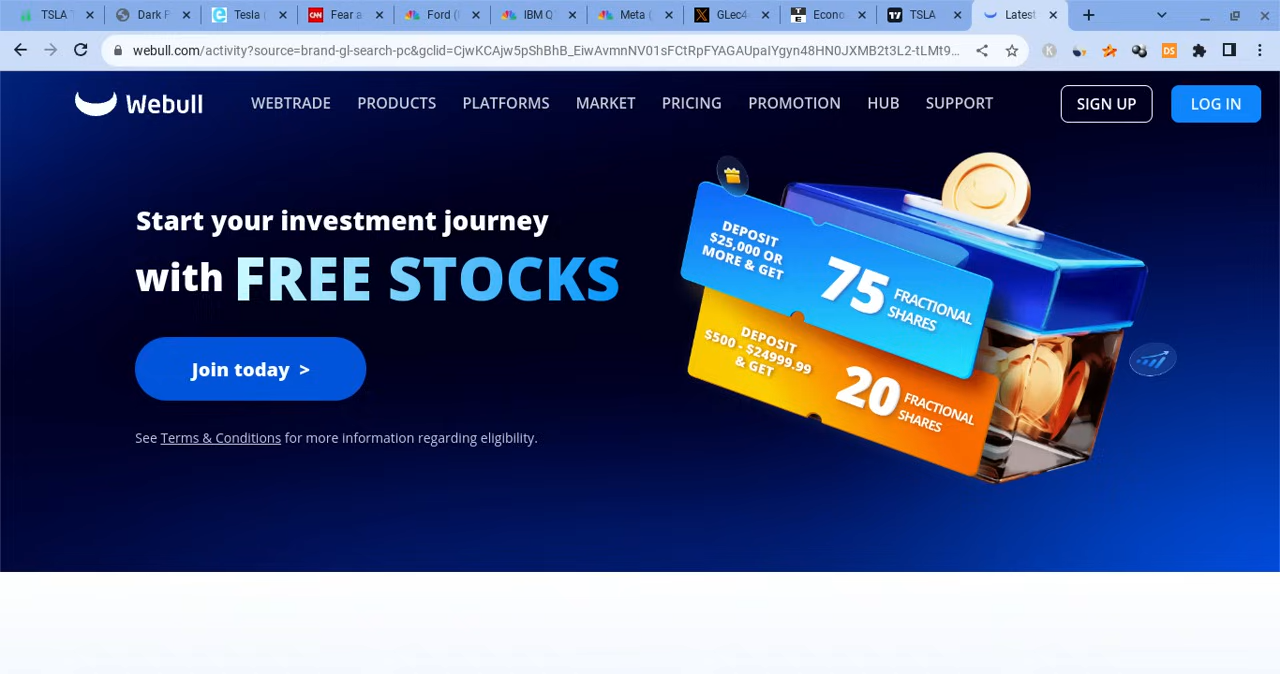 TSLA
Dark P
Tesla
CNN
Fear a
Ford (
IBM Q
Meta (
GLec4
Econo
TSLA
Latest
webull.com/activity?source=brand-gl-search-pc&gclid=CjwKCAjw5pShBhB_EiwAvmnNV01sFCtRpFYAGAUpaIYgyn48HN0JXMB2t3L2-tLMt9...
K
DS
Webull
WEBTRADE
PRODUCTS
PLATFORMS
MARKET
PRICING
PROMOTION
HUB
SUPPORT
SIGN UP
LOG IN
Start your investment journey
with FREE STOCKS
Join today >
See Terms & Conditions for more information regarding eligibility.
DEPOSIT
$25,000 OR
MORE & GET
75
FRACTIONAL
SHARES
DEPOSIT
$500 - $24999.99
& GET
20
FRACTIONAL
SHARES